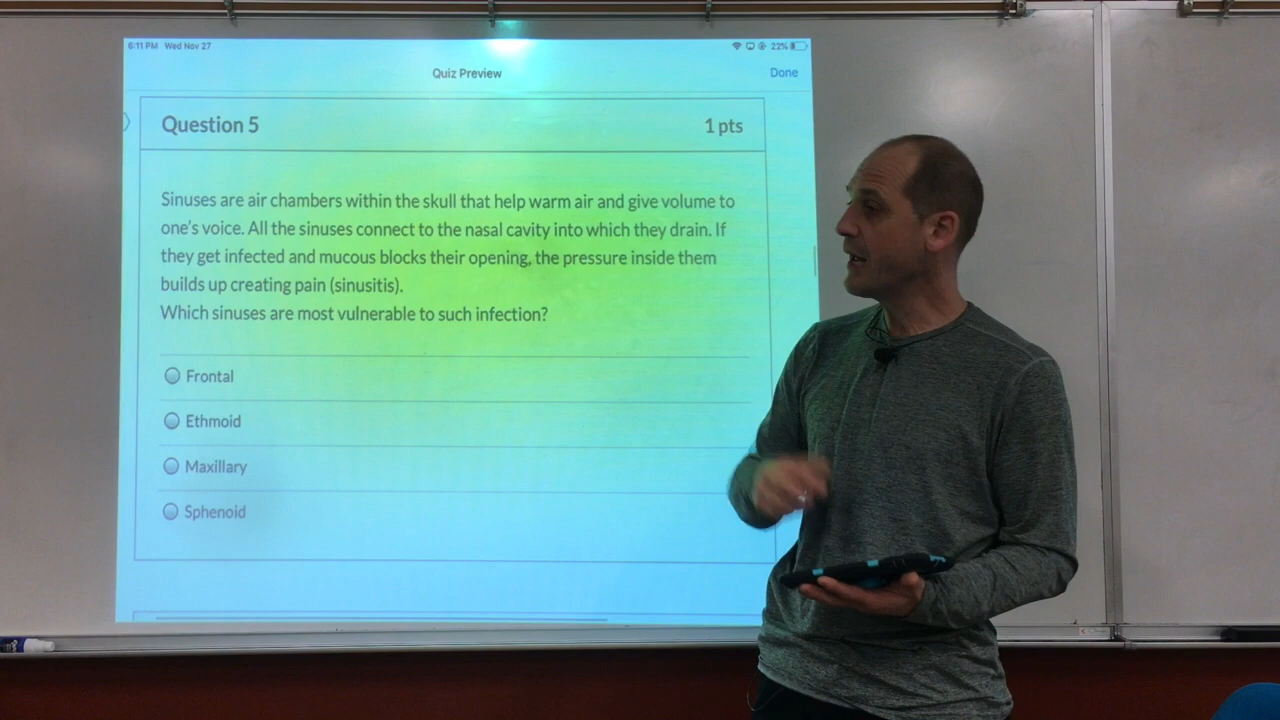 6:11 PM Wed Nov 27
22%
Quiz Preview
Done
Question 5
1 pts
Sinuses are air chambers within the skull that help warm air and give volume to
one's voice. All the sinuses connect to the nasal cavity into which they drain. If
they get infected and mucous blocks their opening, the pressure inside them
builds up creating pain (sinusitis).
Which sinuses are most vulnerable to such infection?
Frontal
Ethmoid
Maxillary
Sphenoid